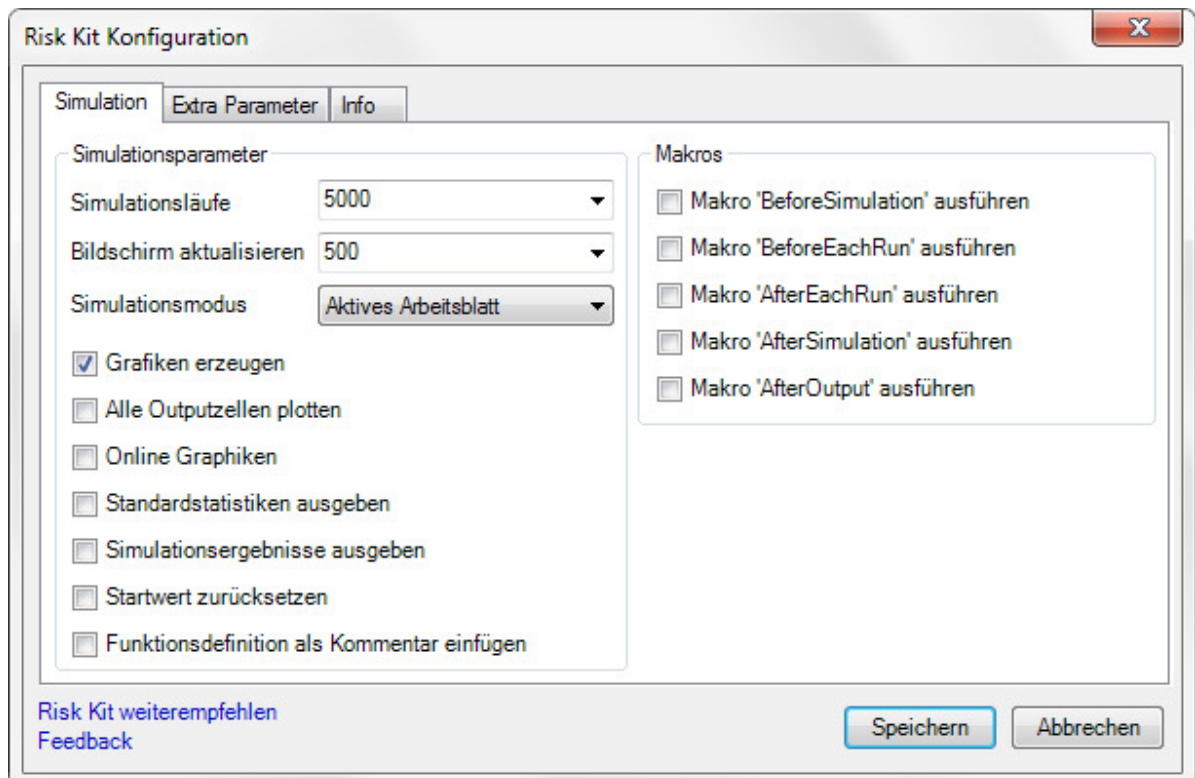 Risk Kit Konfiguration
Simulation
Extra Parameter
Info
Simulationsparameter
Simulationsläufe
5000
Bildschirm aktualisieren
500
Simulationsmodus
Aktives Arbeitsblatt
Grafiken erzeugen
Alle Outputzellen plotten
Online Graphiken
Standardstatistiken ausgeben
Simulationsergebnisse ausgeben
Startwert zurücksetzen
Funktionsdefinition als Kommentar einfügen
Makros
Makro 'BeforeSimulation' ausführen
Makro 'BeforeEachRun' ausführen
Makro 'AfterEachRun' ausführen
Makro 'AfterSimulation' ausführen
Makro 'AfterOutput' ausführen
Risk Kit weiterempfehlen
Feedback
Speichern
Abbrechen